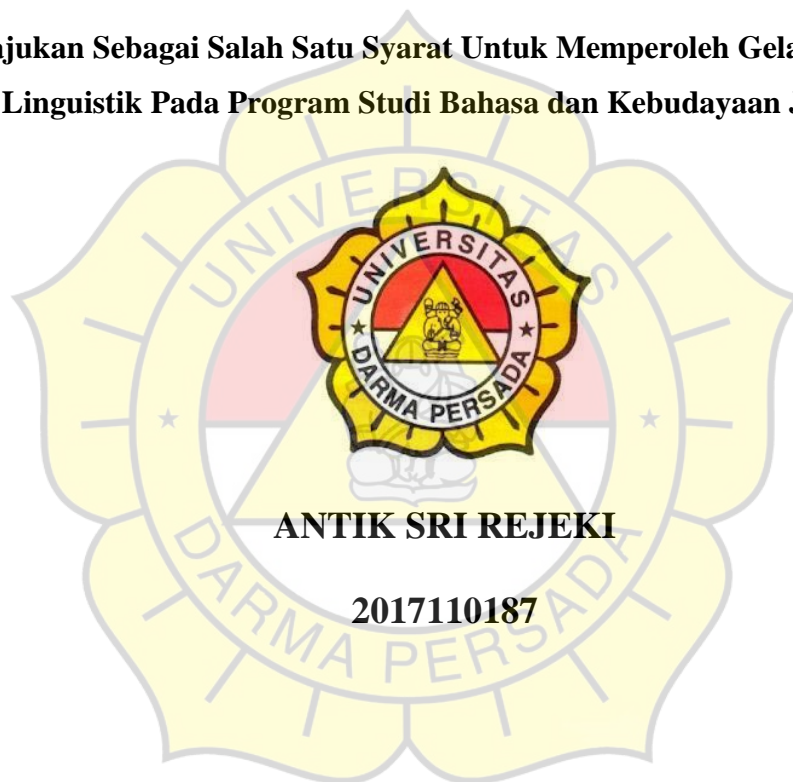 ajukan Sebagai Salah Satu Syarat Untuk Memperoleh Gela
Linguistik Pada Program Studi Bahasa dan Kebudayaan J
UNIVERSITAS
DARMA PERSADA
UNIVERSITAS
DARMA PERSADA
ANTIK SRI REJEKI
2017110187